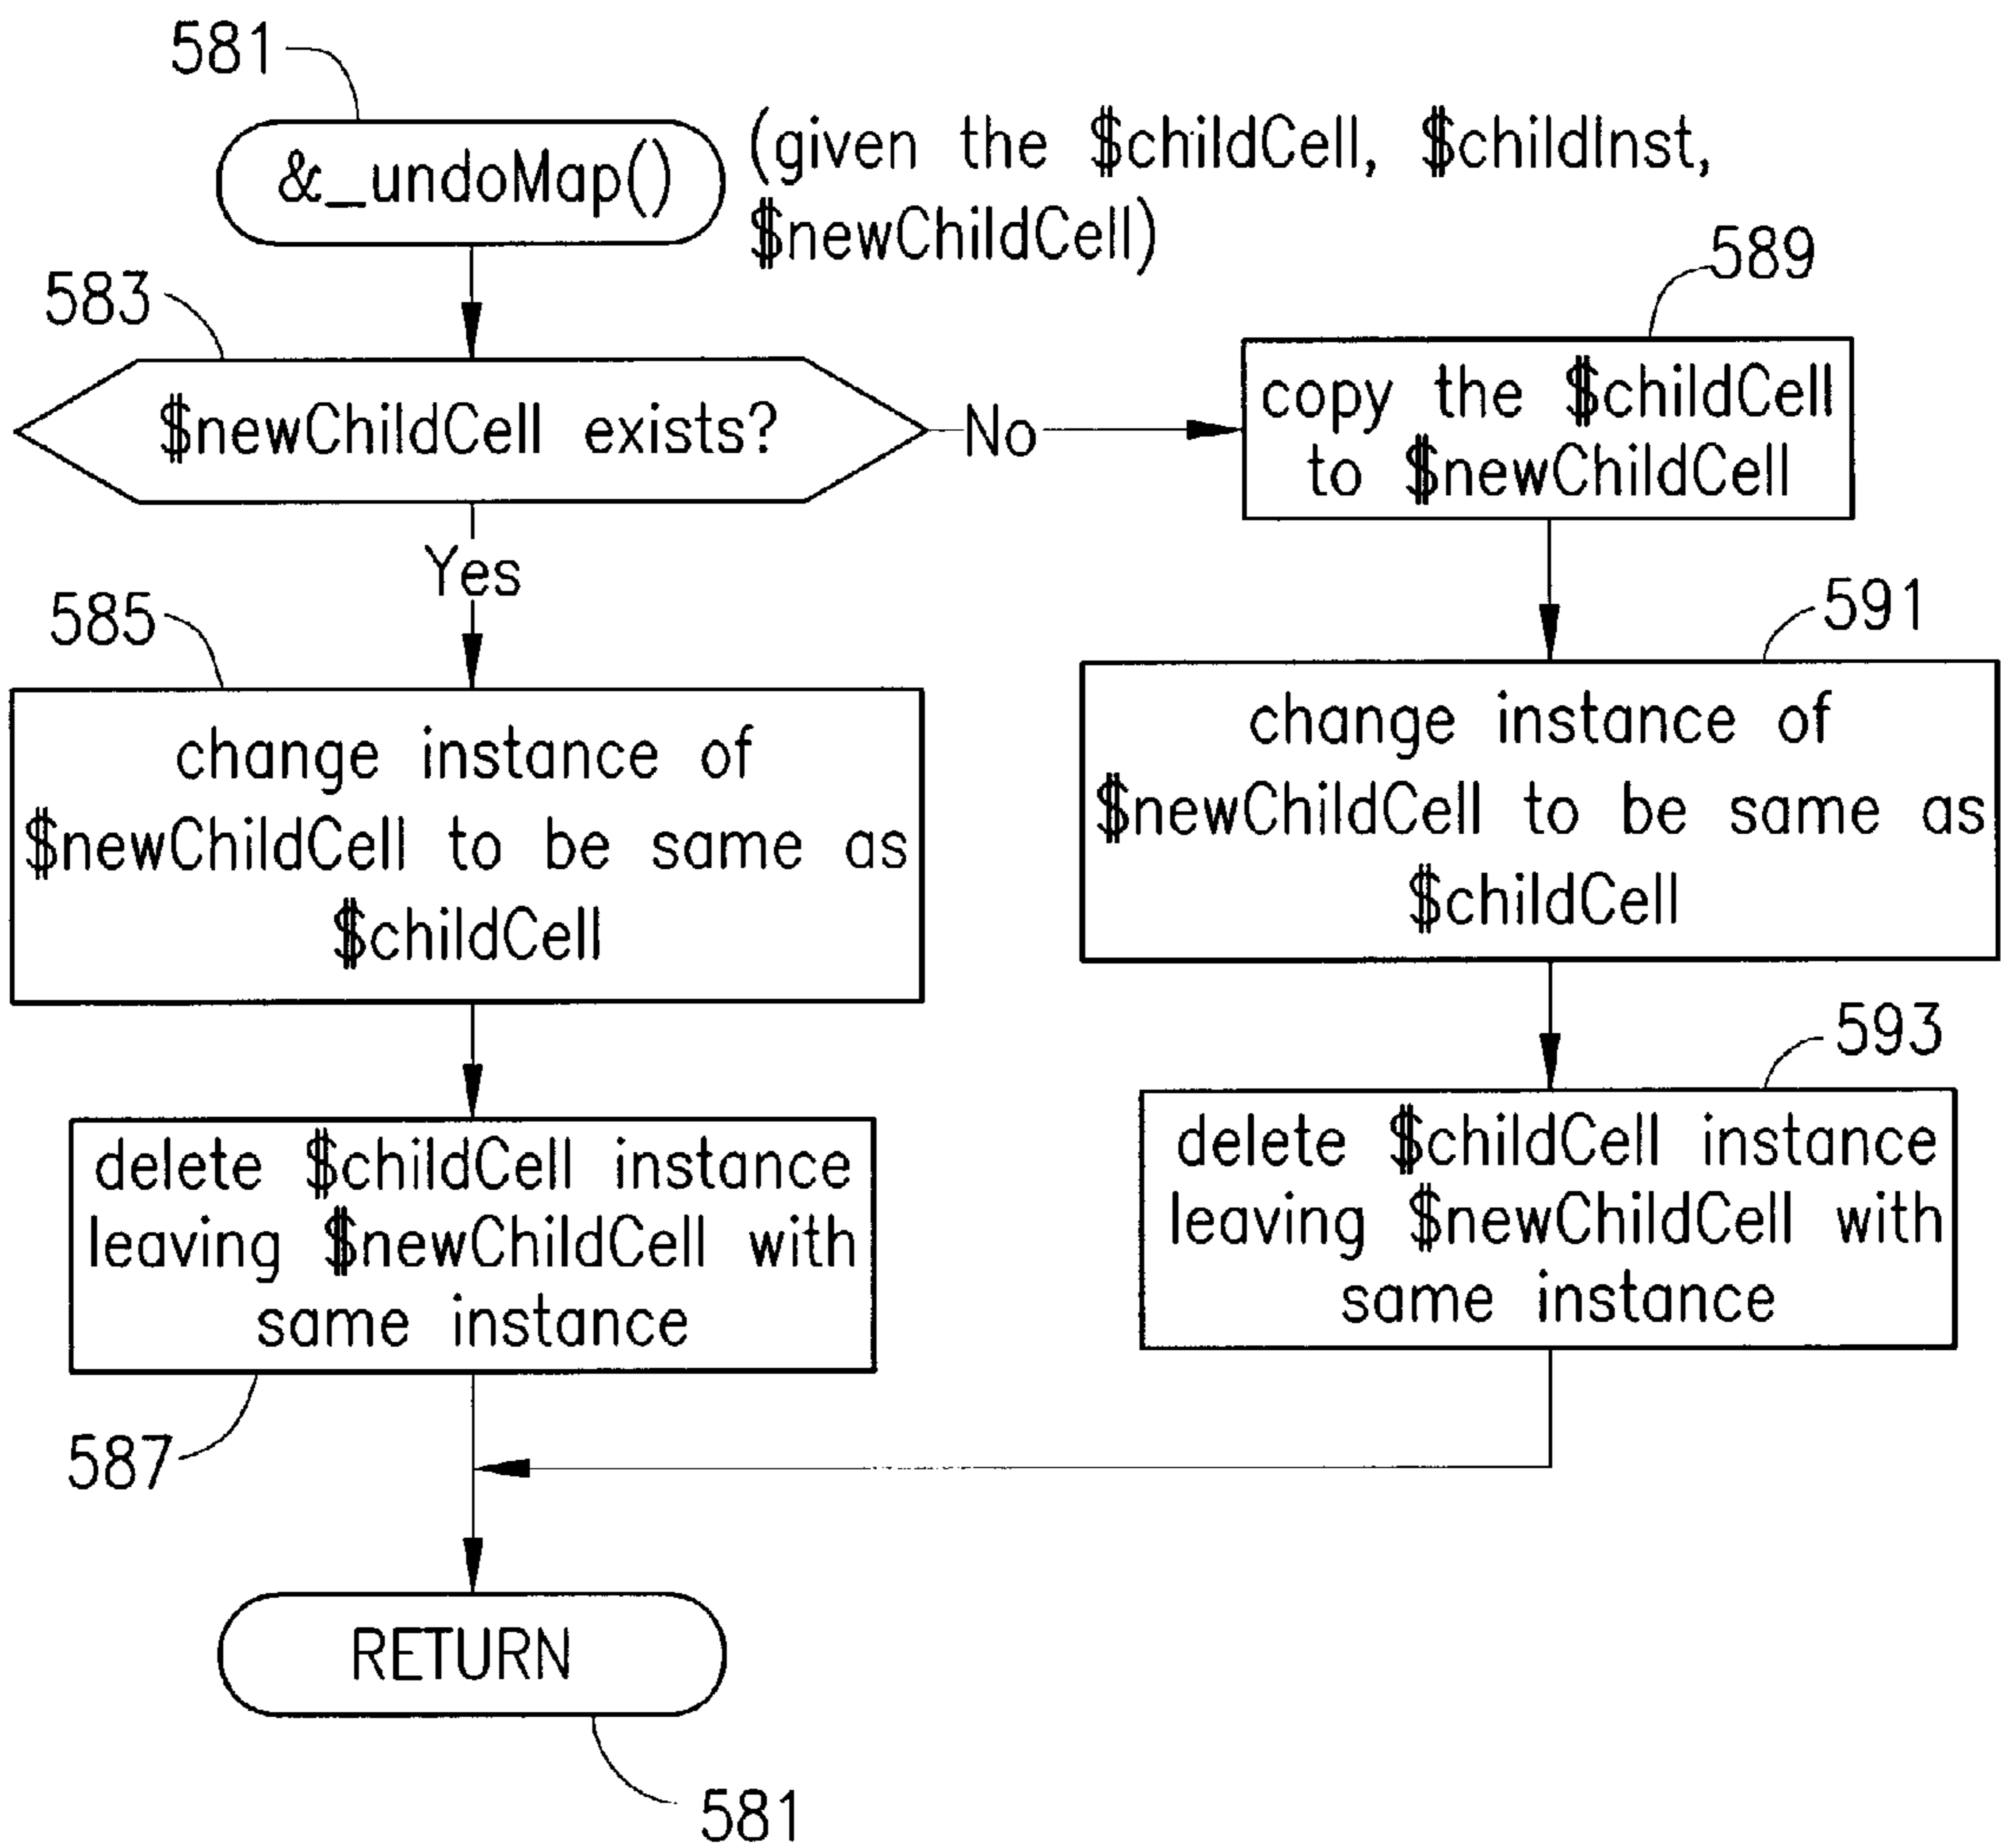 581
&_undoMap()
(given the $childCell, $childInst,
$newChildCell)
583
$newChildCell exists?
No
589
copy the $childCell
to $newChildCell
Yes
585
change instance of
$newChildCell to be same as
$childCell
591
change instance of
$newChildCell to be same as
$childCell
delete $childCell instance
leaving $newChildCell with
same instance
587
593
delete $childCell instance
leaving $newChildCell with
same instance
RETURN
581